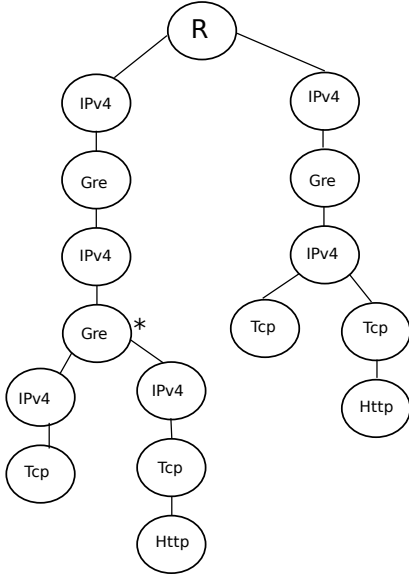 R
IPv4 IPv4
Gre Gre
IPv4 IPv4
Gre * Tcp Tcp
IPv4 IPv4 Http
Tcp Tcp
Http